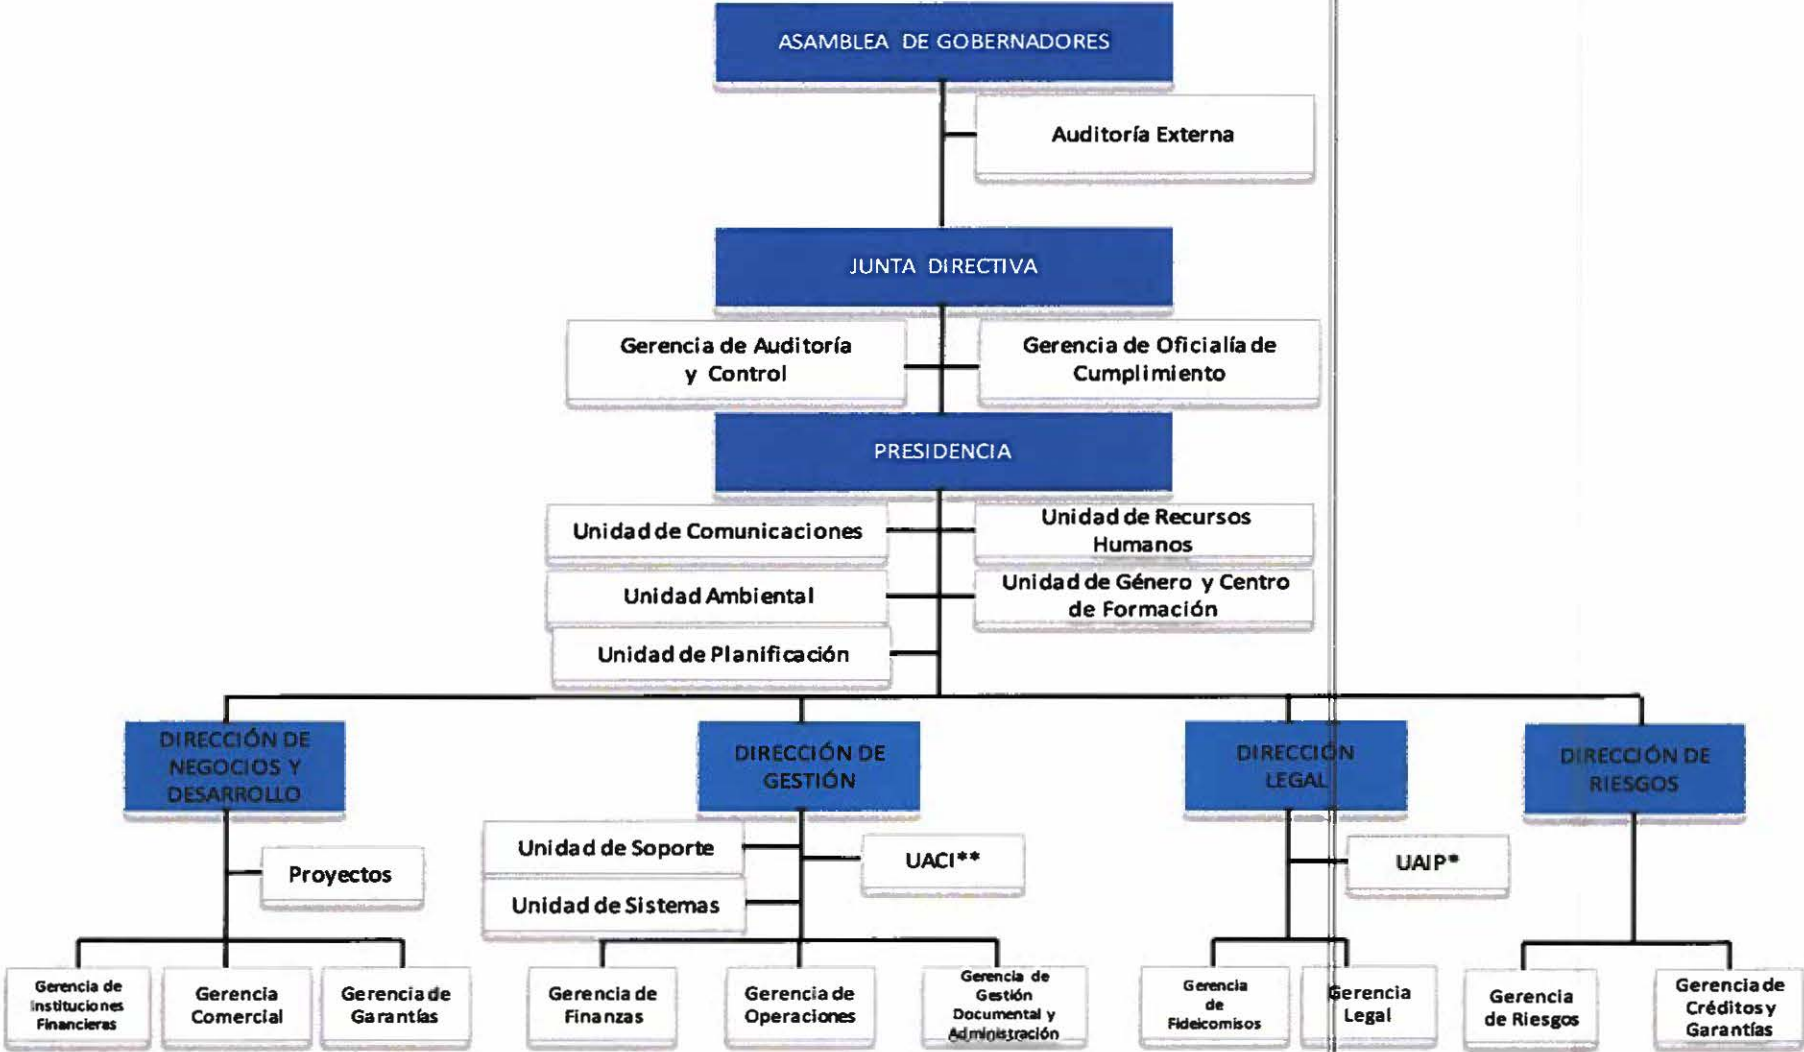 ASAMBLEA DE GOBERNADORES
Auditoría Externa
JUNTA DIRECTIVA
Gerencia de Auditoría
y Control
Gerencia de Oficialía de
Cumplimiento
PRESIDENCIA
Unidad de Comunicaciones
Unidad de Recursos
Humanos
Unidad Ambiental
Unidad de Género y Centro
de Formación
Unidad de Planificación
DIRECCIÓN DE
NEGOCIOS Y
DESARROLLO
DIRECCIÓN DE
GESTIÓN
DIRECCIÓN
LEGAL
DIRECCIÓN DE
RIESGOS
Proyectos
Unidad de Soporte
UACI**
Unidad de Sistemas
UAIP*
Gerencia de
Instituciones
Financieras
Gerencia
Comercial
Gerencia de
Garantías
Gerencia de
Finanzas
Gerencia de
Operaciones
Gerencia de
Gestión
Documental y
Administración
Gerencia
de
Fideicomisos
Gerencia
Legal
Gerencia
de Riesgos
Gerencia de
Créditos y
Garantías